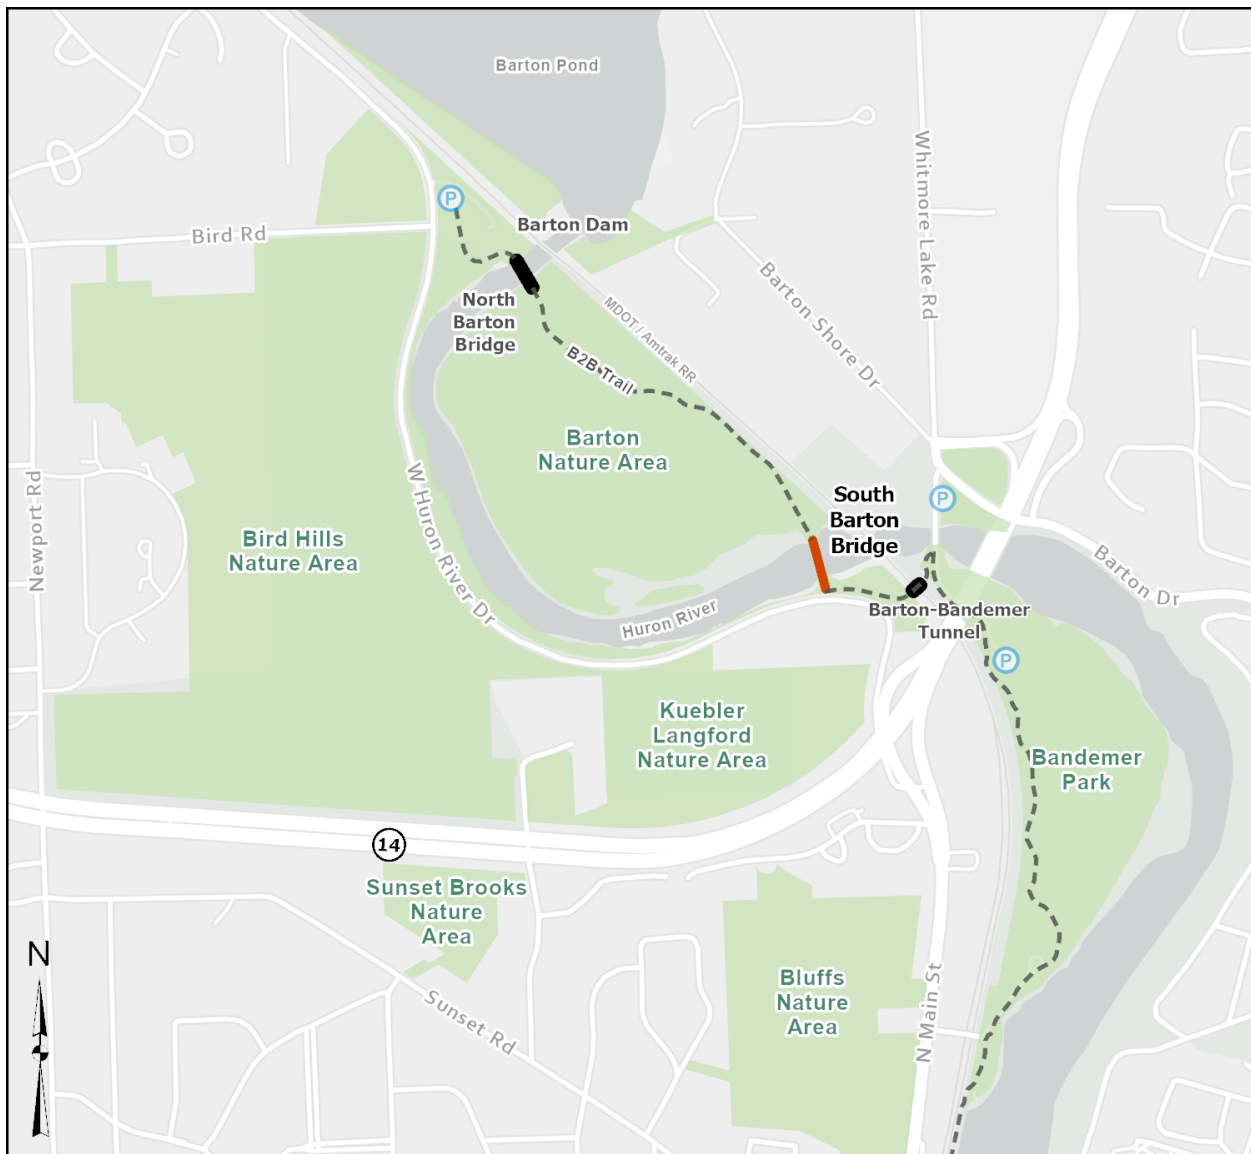 Barton Pond
Whitmore Lake Rd
P
Barton Dam
Bird Rd
Barton Shore Dr
North
Barton
Bridge
MDOT / Amtrak RR
B2B Trail
Barton
Nature Area
W Huron River Dr
Newport Rd
South
Barton
Bridge
P
Bird Hills
Nature Area
Barton Dr
Huron River
Barton-Bandemer
Tunnel
P
Kuebler
Langford
Nature Area
Bandemer
Park
14
Sunset Brooks
Nature
Area
N
Sunset Rd
Bluffs
Nature
Area
N Main St